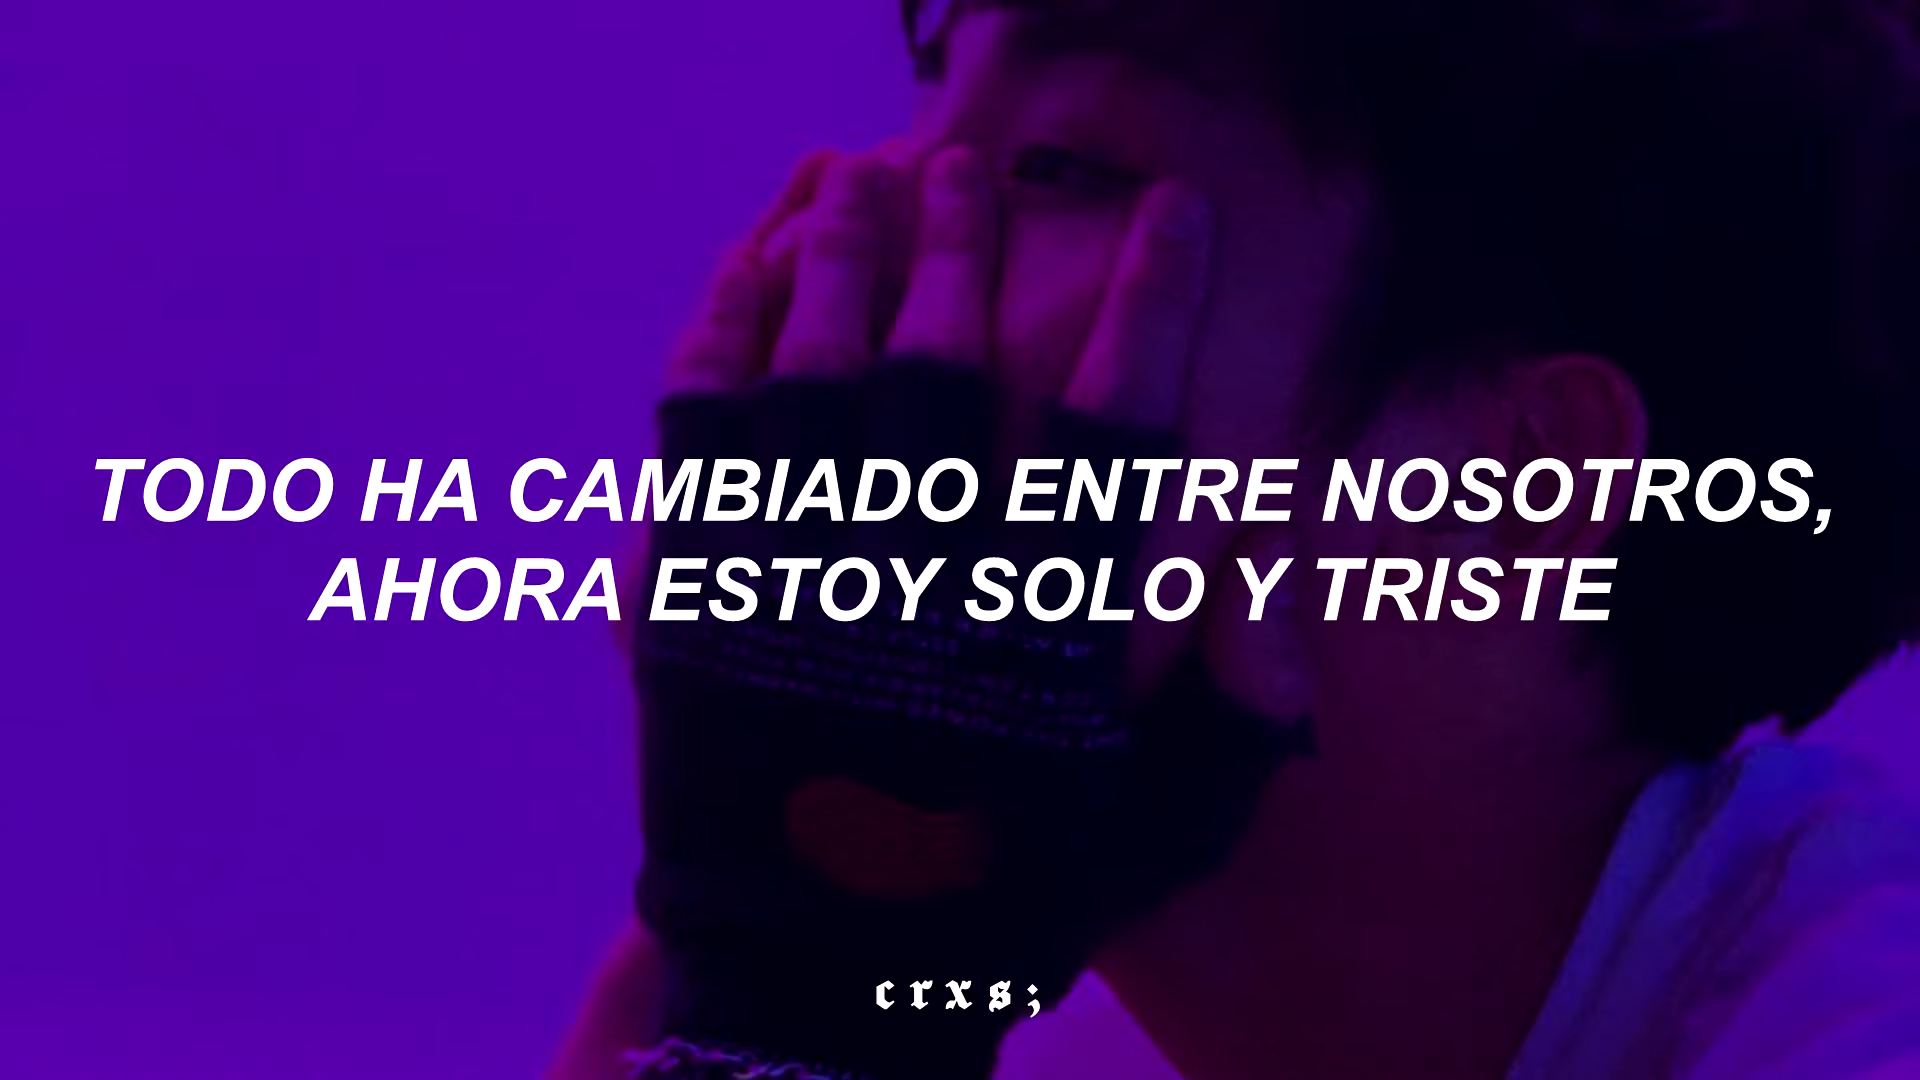 TODO HA CAMBIADO ENTRE NOSOTROS,
AHORA ESTOY SOLO Y TRISTE
crxs;